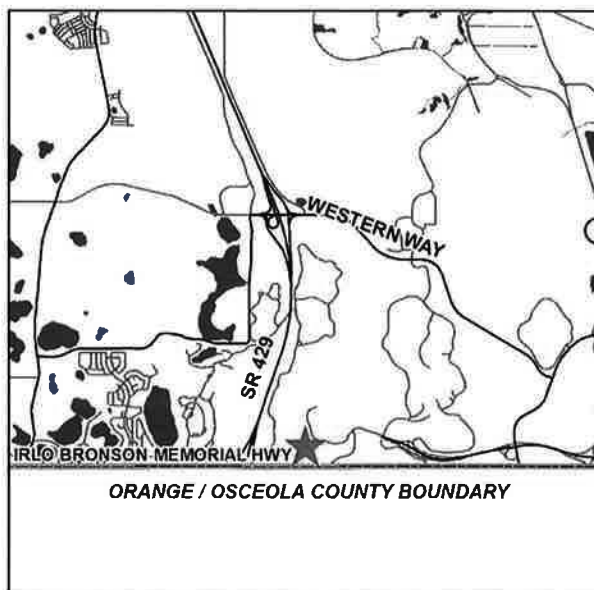 WESTERN WAY
SR 429
IRLO BRONSON MEMORIAL HWY
ORANGE / OSCEOLA COUNTY BOUNDARY